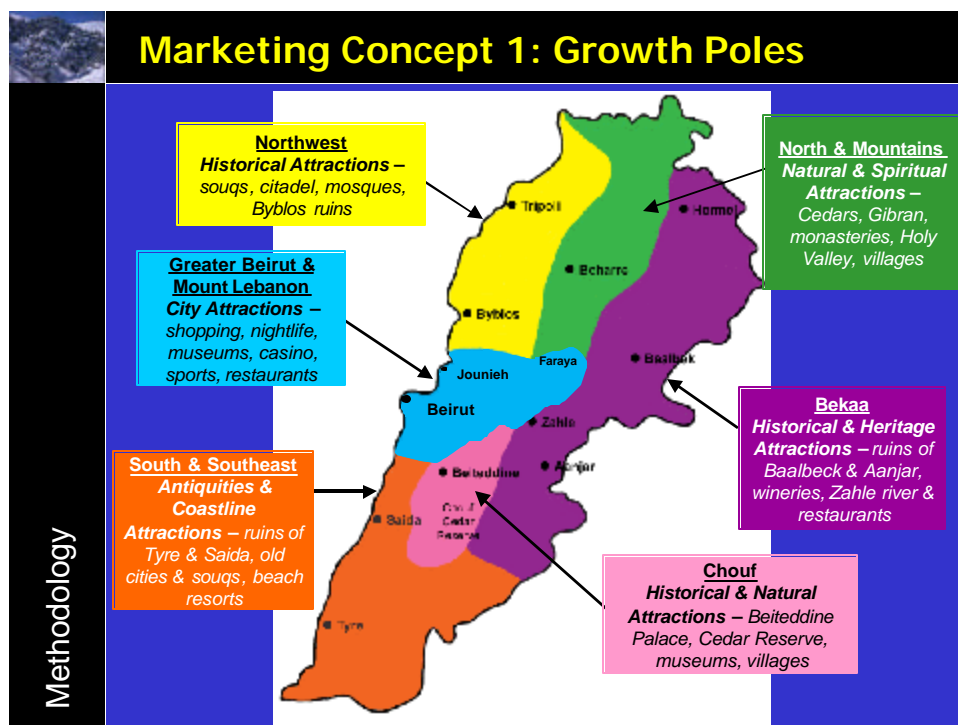 Marketing Concept 1: Growth Poles
Methodology
Northwest
Historical Attractions –
souqs, citadel, mosques,
Byblos ruins
North & Mountains
Natural & Spiritual
Attractions –
Cedars, Gibran,
monasteries, Holy
Valley, villages
Greater Beirut &
Mount Lebanon
City Attractions –
shopping, nightlife,
museums, casino,
sports, restaurants
Bekaa
Historical & Heritage
Attractions – ruins of
Baalbeck & Aanjar,
wineries, Zahle river &
restaurants
South & Southeast
Antiquities &
Coastline
Attractions – ruins of
Tyre & Saida, old
cities & souqs, beach
resorts
Chouf
Historical & Natural
Attractions – Beiteddine
Palace, Cedar Reserve,
museums, villages
Tripoli
Hermel
Bcharre
Byblos
Faraya
Baalbek
Jounieh
Beirut
Zahle
Beiteddine
Aanjar
Saida
Chouf
Cedar
Reserve
Tyre